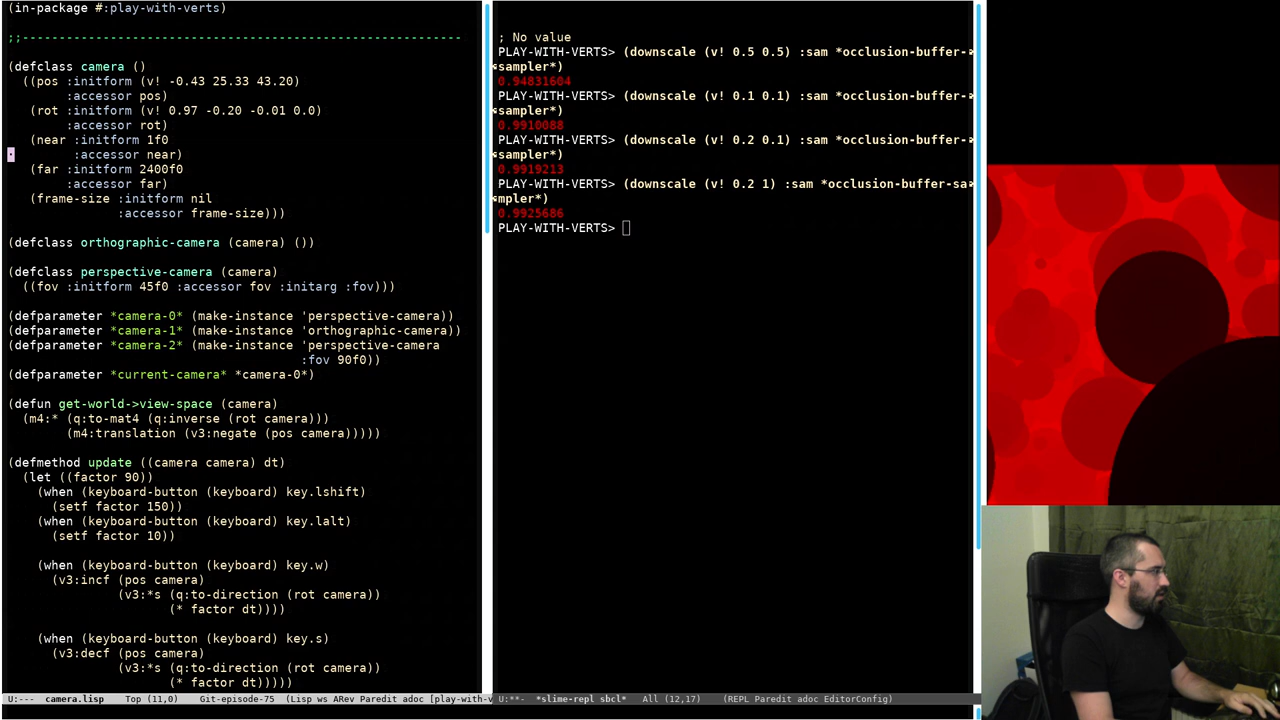 (in-package #:play-with-verts)
;;------------------------------------------------------------
(defclass camera ()
((pos :initform (v! -0.43 25.33 43.20)
:accessor pos)
(rot :initform (v! 0.97 -0.20 -0.01 0.0)
:accessor rot)
(near :initform 1f0
:accessor near)
(far :initform 2400f0
:accessor far)
(frame-size :initform nil
:accessor frame-size)))
(defclass orthographic-camera (camera) ())
(defclass perspective-camera (camera)
((fov :initform 45f0 :accessor fov :initarg :fov)))
(defparameter *camera-0* (make-instance 'perspective-camera))
(defparameter *camera-1* (make-instance 'orthographic-camera))
(defparameter *camera-2* (make-instance 'perspective-camera
:fov 90f0))
(defparameter *current-camera* *camera-0*)
(defun get-world->view-space (camera)
(m4:* (q:to-mat4 (q:inverse (rot camera)))
(m4:translation (v3:negate (pos camera)))))
(defmethod update ((camera camera) dt)
(let ((factor 90))
(when (keyboard-button (keyboard) key.lshift)
(setf factor 150))
(when (keyboard-button (keyboard) key.lalt)
(setf factor 10))
(when (keyboard-button (keyboard) key.w)
(v3:incf (pos camera)
(v3:*s (q:to-direction (rot camera))
(* factor dt))))
(when (keyboard-button (keyboard) key.s)
(v3:decf (pos camera)
(v3:*s (q:to-direction (rot camera))
(* factor dt)))))
U:--- camera.lisp Top (11,0) Git-episode-75 (Lisp ws ARev Paredit adoc [play-with-v
; No value
PLAY-WITH-VERTS> (downscale (v! 0.5 0.5) :sam *occlusion-buffer-
sampler*)
0.94831604
PLAY-WITH-VERTS> (downscale (v! 0.1 0.1) :sam *occlusion-buffer-
sampler*)
0.9910088
PLAY-WITH-VERTS> (downscale (v! 0.2 0.1) :sam *occlusion-buffer-
sampler*)
0.9919213
PLAY-WITH-VERTS> (downscale (v! 0.2 1) :sam *occlusion-buffer-sa
mpler*)
0.9925686
PLAY-WITH-VERTS>
U:**- *slime-repl sbcl* All (12,17) (REPL Paredit adoc EditorConfig)